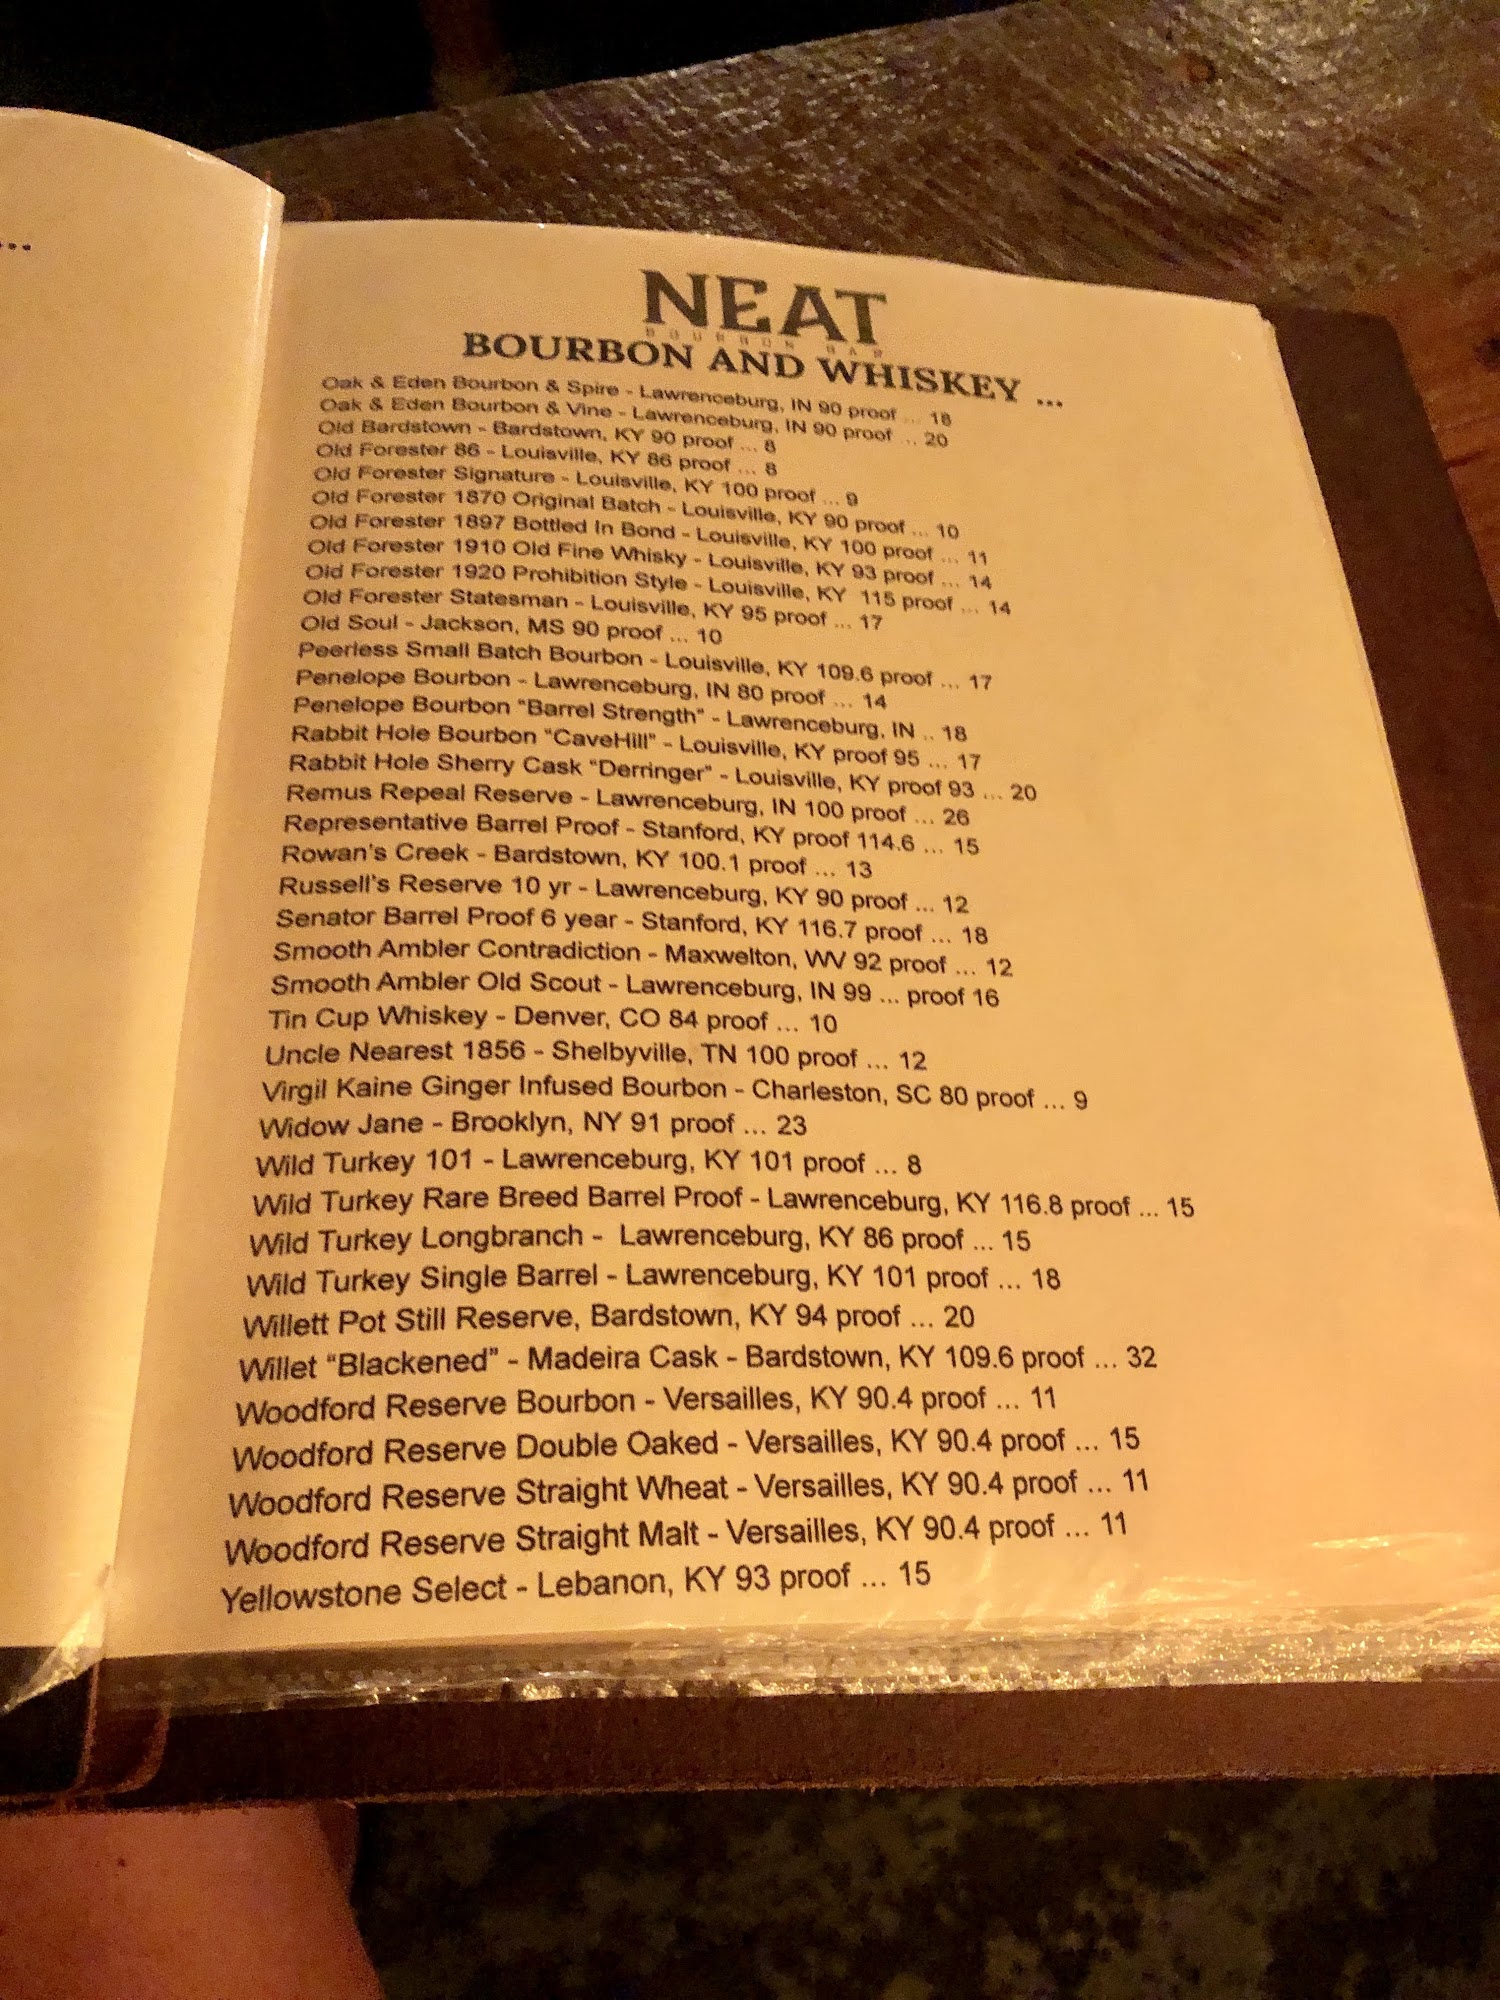 ...
NEAT
BOURBON BAR
BOURBON AND WHISKEY ...
Oak & Eden Bourbon & Spire - Lawrenceburg, IN 90 proof ... 18
Oak & Eden Bourbon & Vine - Lawrenceburg, IN 90 proof ... 20
Old Bardstown - Bardstown, KY 90 proof ... 8
Old Forester 86 - Louisville, KY 86 proof ... 8
Old Forester Signature - Louisville, KY 100 proof ... 9
Old Forester 1870 Original Batch - Louisville, KY 90 proof ... 10
Old Forester 1897 Bottled In Bond - Louisville, KY 100 proof ... 11
Old Forester 1910 Old Fine Whisky - Louisville, KY 93 proof ... 14
Old Forester 1920 Prohibition Style - Louisville, KY 115 proof ... 14
Old Forester Statesman - Louisville, KY 95 proof ... 17
Old Soul - Jackson, MS 90 proof ... 10
Peerless Small Batch Bourbon - Louisville, KY 109.6 proof ... 17
Penelope Bourbon - Lawrenceburg, IN 80 proof ... 14
Penelope Bourbon "Barrel Strength" - Lawrenceburg, IN .. 18
Rabbit Hole Bourbon "CaveHill" - Louisville, KY proof 95 ... 17
Rabbit Hole Sherry Cask "Derringer" - Louisville, KY proof 93 ... 20
Remus Repeal Reserve - Lawrenceburg, IN 100 proof ... 26
Representative Barrel Proof - Stanford, KY proof 114.6 ... 15
Rowan's Creek - Bardstown, KY 100.1 proof ... 13
Russell's Reserve 10 yr - Lawrenceburg, KY 90 proof ... 12
Senator Barrel Proof 6 year - Stanford, KY 116.7 proof ... 18
Smooth Ambler Contradiction - Maxwelton, WV 92 proof ... 12
Smooth Ambler Old Scout - Lawrenceburg, IN 99 ... proof 16
Tin Cup Whiskey - Denver, CO 84 proof ... 10
Uncle Nearest 1856 - Shelbyville, TN 100 proof ... 12
Virgil Kaine Ginger Infused Bourbon - Charleston, SC 80 proof ... 9
Widow Jane - Brooklyn, NY 91 proof ... 23
Wild Turkey 101 - Lawrenceburg, KY 101 proof ... 8
Wild Turkey Rare Breed Barrel Proof - Lawrenceburg, KY 116.8 proof ... 15
Wild Turkey Longbranch - Lawrenceburg, KY 86 proof ... 15
Wild Turkey Single Barrel - Lawrenceburg, KY 101 proof ... 18
Willett Pot Still Reserve, Bardstown, KY 94 proof ... 20
Willet "Blackened" - Madeira Cask - Bardstown, KY 109.6 proof ... 32
Woodford Reserve Bourbon - Versailles, KY 90.4 proof ... 11
Woodford Reserve Double Oaked - Versailles, KY 90.4 proof ... 15
Woodford Reserve Straight Wheat - Versailles, KY 90.4 proof ... 11
Woodford Reserve Straight Malt - Versailles, KY 90.4 proof ... 11
Yellowstone Select - Lebanon, KY 93 proof ... 15